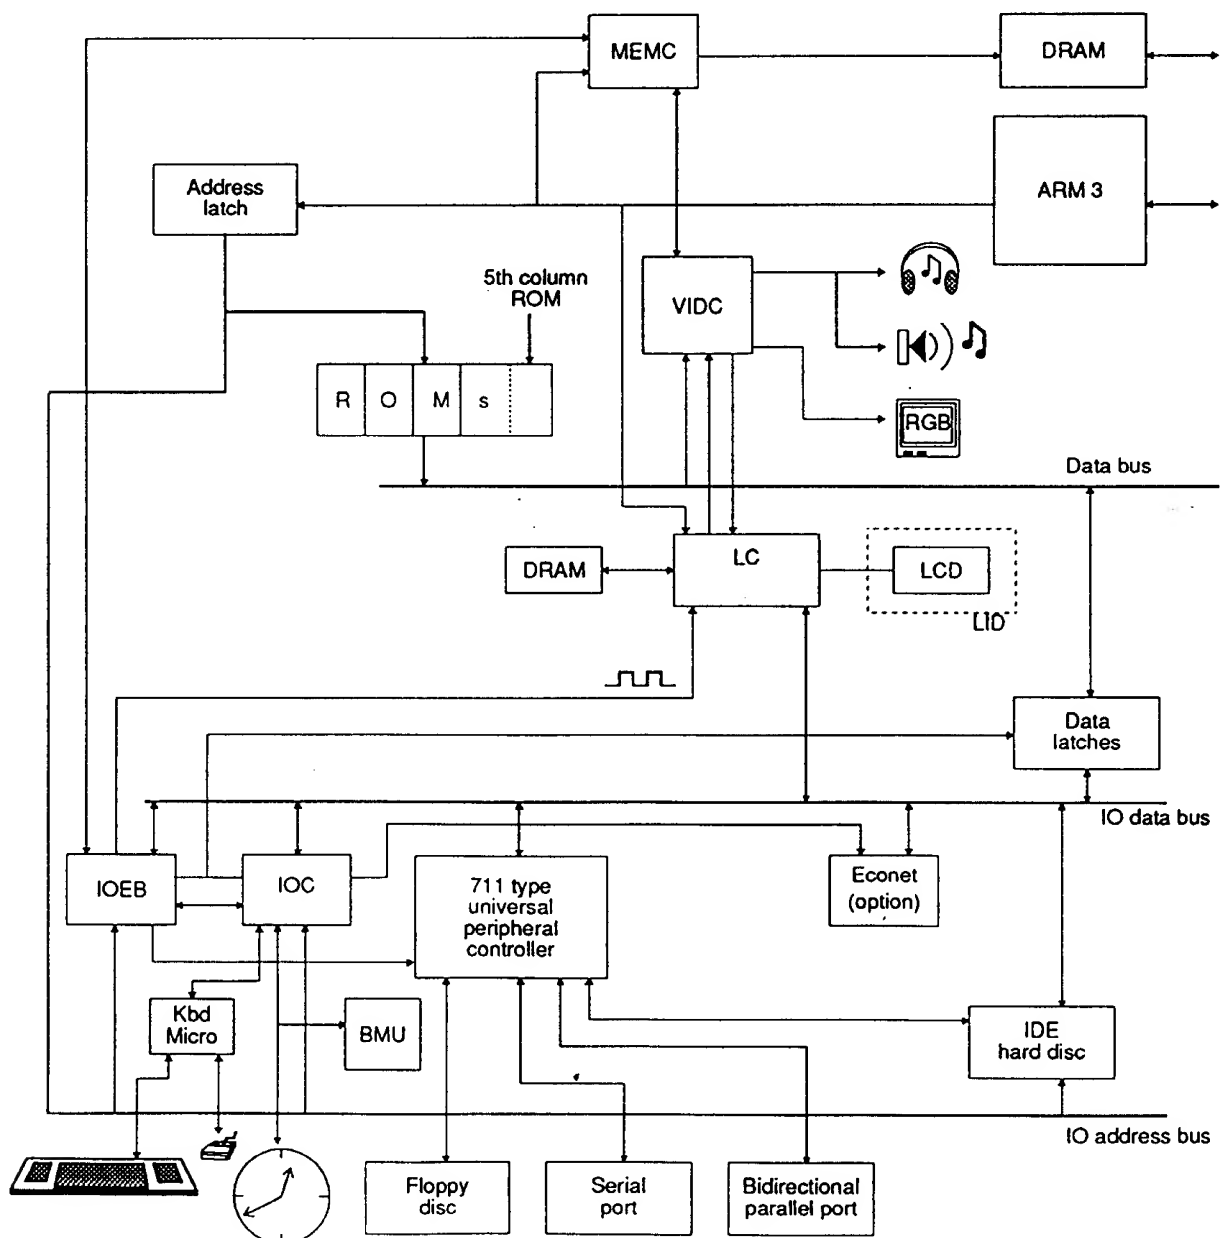 MEMC
DRAM
Address
latch
ARM 3
5th column
ROM
VIDC
R O M s
RGB
Data bus
DRAM
LC
LCD
LID
Data
latches
IO data bus
IOEB
IOC
711 type
universal
peripheral
controller
Econet
(option)
Kbd
Micro
BMU
IDE
hard disc
IO address bus
Floppy
disc
Serial
port
Bidirectional
parallel port